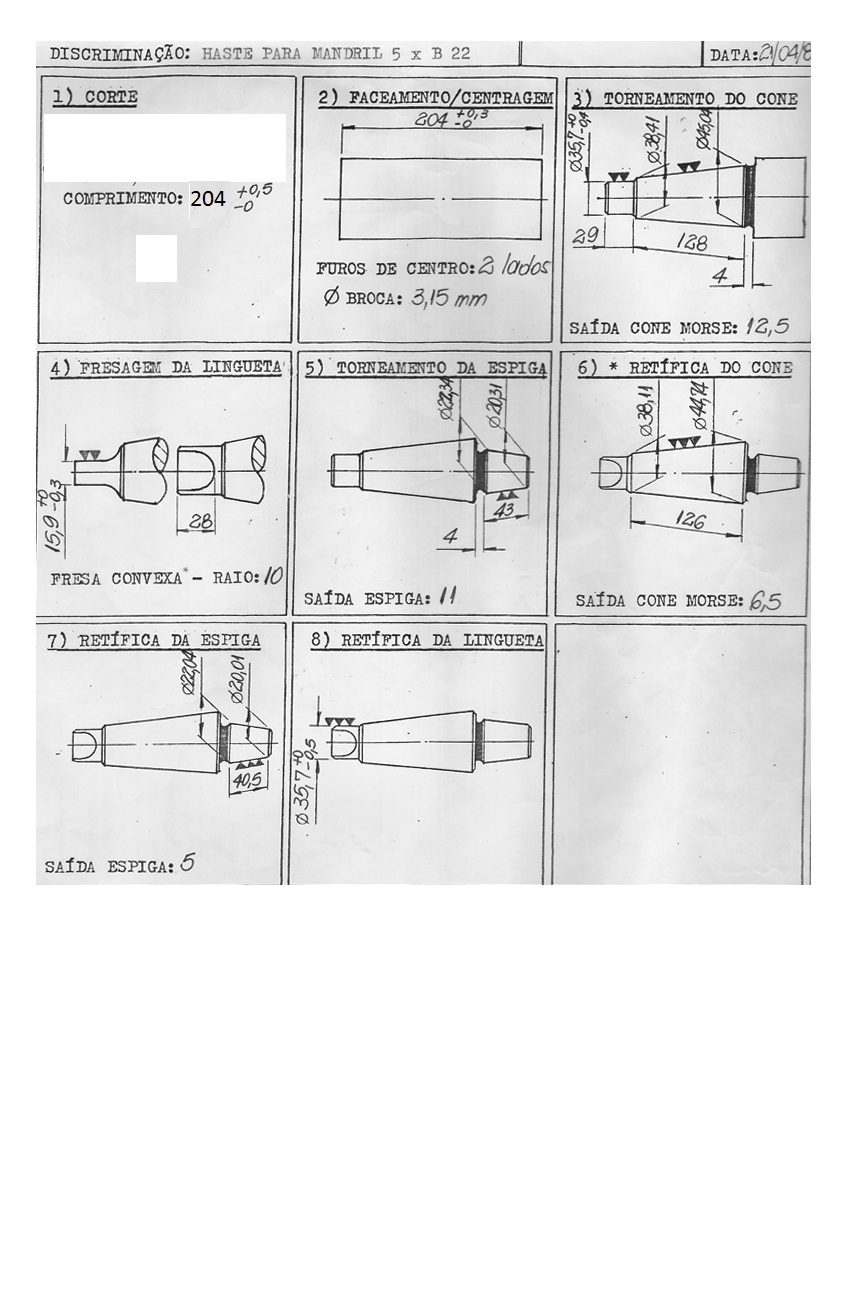 DISCRIMINAÇÃO: HASTE PARA MANDRIL 5 x B 22
DATA: 21/04/8
1) CORTE
COMPRIMENTO: 204 +0,5 -0
2) FACEAMENTO/CENTRAGEM
204 +0,3 -0
FUROS DE CENTRO: 2 lados
Ø BROCA: 3,15 mm
3) TORNEAMENTO DO CONE
Ø35,7 +0 -0,4
Ø38,41
Ø45,04
29
128
4
SAÍDA CONE MORSE: 12,5
4) FRESAGEM DA LINGUETA
15,9 +0 -0,3
28
FRESA CONVEXA - RAIO: 10
5) TORNEAMENTO DA ESPIGA
Ø22,34
Ø20,31
43
4
SAÍDA ESPIGA: 11
6) * RETÍFICA DO CONE
Ø38,11
Ø44,74
126
SAÍDA CONE MORSE: 6,5
7) RETÍFICA DA ESPIGA
Ø22,04
Ø20,01
40,5
SAÍDA ESPIGA: 5
8) RETÍFICA DA LINGUETA
Ø35,7 +0 -0,5